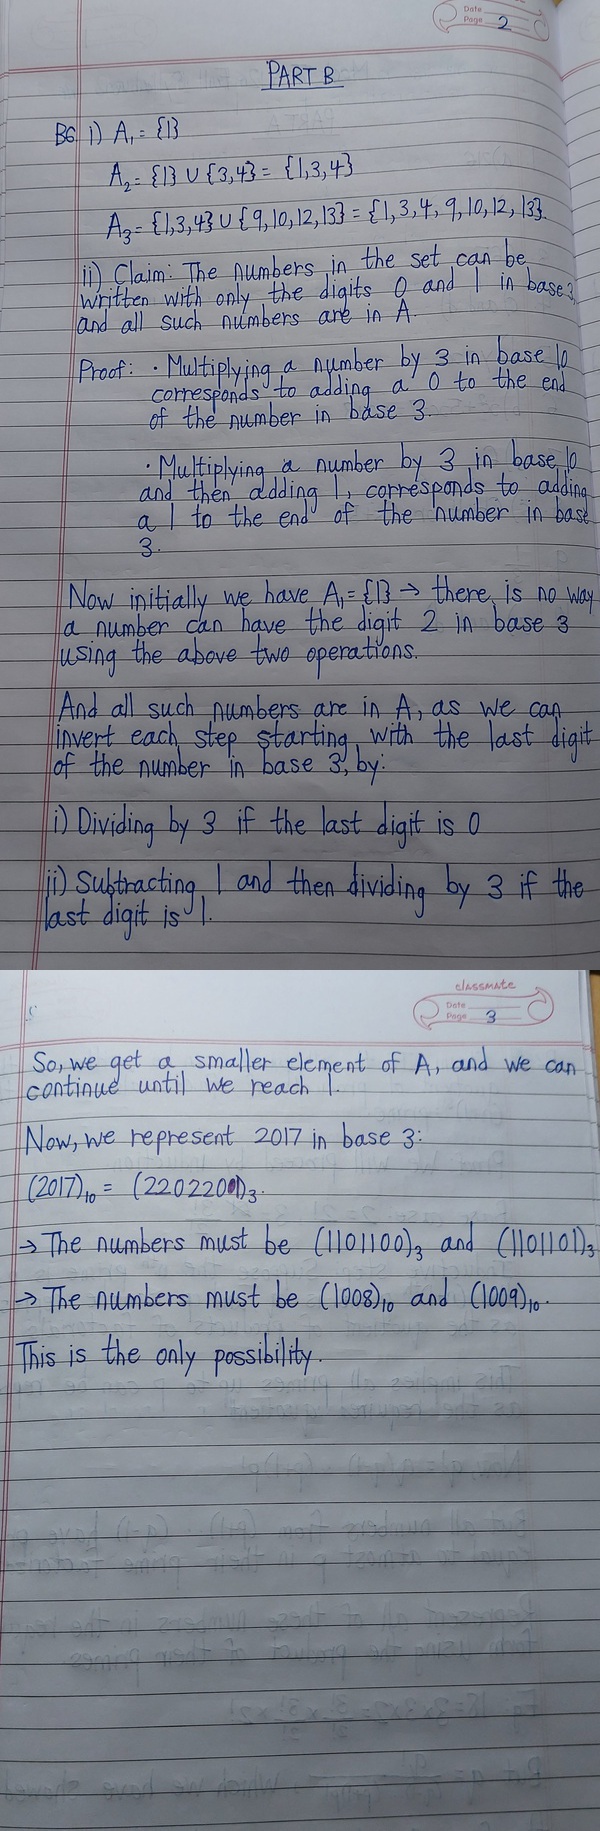 Date
Page 2
PART B
B6 i) A₁ = {1}
A₂ = {1} ∪ {3,4} = {1,3,4}
A₃ = {1,3,4} ∪ {9,10,12,13} = {1,3,4,9,10,12,13}.
ii) Claim: The numbers in the set can be
written with only the digits 0 and 1 in base 3,
and all such numbers are in A.
Proof: · Multiplying a number by 3 in base 10
corresponds to adding a 0 to the end
of the number in base 3.
· Multiplying a number by 3 in base 10
and then adding 1, corresponds to adding
a 1 to the end of the number in base
3.
Now initially we have A₁ = {1} → there is no way
a number can have the digit 2 in base 3
using the above two operations.
And all such numbers are in A, as we can
invert each step starting with the last digit
of the number in base 3, by:
i) Dividing by 3 if the last digit is 0
ii) Subtracting 1 and then dividing by 3 if the
last digit is 1.
classmate
Date
Page 3
So, we get a smaller element of A, and we can
continue until we reach 1.
Now, we represent 2017 in base 3:
(2017)₁₀ = (2202201)₃.
→ The numbers must be (1101100)₃ and (1101101)₃
→ The numbers must be (1008)₁₀ and (1009)₁₀.
This is the only possibility.